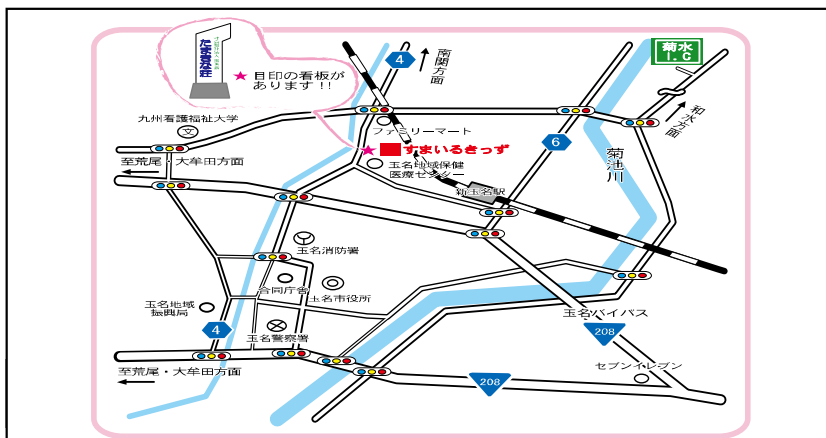 たまきな荘
★目印の看板が
あります!!
4
南関方面
菊水
I.C
和水方面
九州看護福祉大学
文
ファミリーマート
すまいるきっず
6
菊池川
至荒尾・大牟田方面
玉名地域保健
医療センター
新玉名駅
玉名消防署
合同庁舎
玉名市役所
玉名地域
振興局
4
玉名警察署
玉名バイパス
208
至荒尾・大牟田方面
208
セブンイレブン